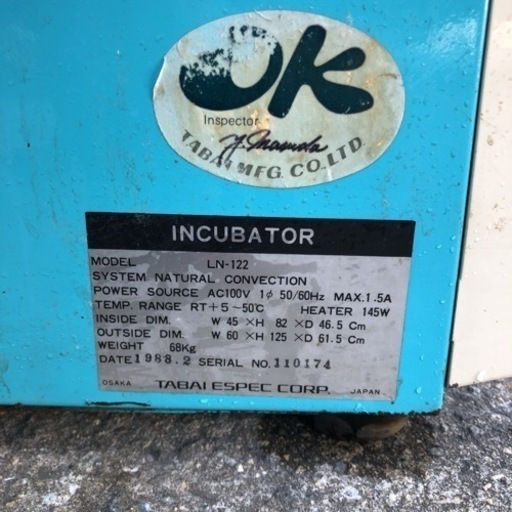 OK
Inspector
Y. Masuda
TABAI MFG. CO. LTD.
INCUBATOR
MODEL LN-122
SYSTEM NATURAL CONVECTION
POWER SOURCE AC100V 1φ 50/60Hz MAX.1.5A
TEMP. RANGE RT+5~50℃ HEATER 145W
INSIDE DIM. W 45 ×H 82 ×D 46.5 Cm
OUTSIDE DIM. W 60 ×H 125 ×D 61.5 Cm
WEIGHT 68Kg
DATE 1983.2 SERIAL NO. 110174
OSAKA TABAI ESPEC CORP. JAPAN